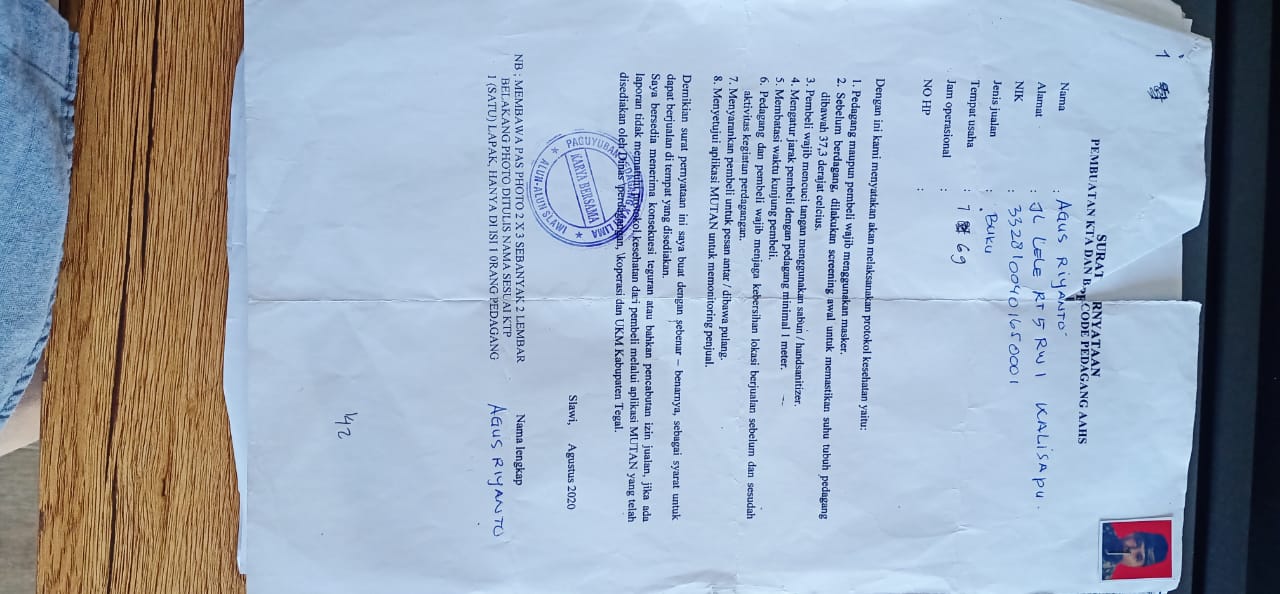 1
SURAT PERNYATAAN
PEMBUATAN KTA DAN BARCODE PEDAGANG AAHS
Nama : AGUS RIYANTO
Alamat : JL LELE RT 5 RW 1 KALISAPU.
NIK : 3328100401650001
Jenis jualan : BUKU
Tempat usaha : 1 69
Jam operasional :
NO HP :
Dengan ini kami menyatakan akan melaksanakan protokol kesehatan yaitu:
1. Pedagang maupun pembeli wajib menggunakan masker.
2. Sebelum berdagang, dilakukan screening awal untuk memastikan suhu tubuh pedagang
dibawah 37,3 derajat celcius.
3. Pembeli wajib mencuci tangan menggunakan sabun / handsanitizer.
4. Mengatur jarak pembeli dengan pedagang minimal 1 meter.
5. Membatasi waktu kunjung pembeli.
6. Pedagang dan pembeli wajib menjaga kebersihan lokasi berjualan sebelum dan sesudah
aktivitas kegistan perdagangan.
7. Menyarankan pembeli untuk pesan antar / dibawa pulang.
8. Menyetujui aplikasi MUTAN untuk memonitoring penjual.
Demikian surat pernyataan ini saya buat dengan sebenar – benarnya, sebagai syarat untuk
dapat berjualan di tempat yang disediakan.
Saya bersedia menerima konsekuesi teguran atau bahkan pencabutan izin jualan, jika ada
laporan tidak mematuhi protokol kesehatan dari pembeli melalui aplikasi MUTAN yang telah
disediakan oleh Dinas Perdagangan, koperasi dan UKM Kabupaten Tegal.
PAGUYUBAN PEDAGANG KAKI LIMA
KARYA BERSAMA
ALUN-ALUN SLAWI
Slawi, Agustus 2020
Nama lengkap
AGUS RIYANTO
NB : MEMBAWA PAS PHOTO 2 X 3 SEBANYAK 2 LEMBAR
BELAKANG PHOTO DITULIS NAMA SESUAI KTP
1 (SATU) LAPAK, HANYA DI ISI 1 0RANG PEDAGANG